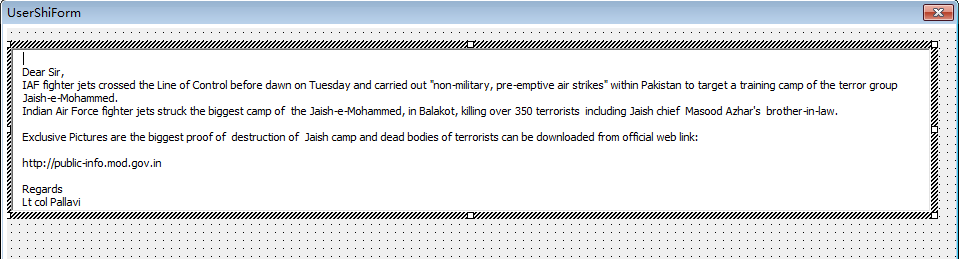 UserShiForm
Dear Sir,
IAF fighter jets crossed the Line of Control before dawn on Tuesday and carried out "non-military, pre-emptive air strikes" within Pakistan to target a training camp of the terror group
Jaish-e-Mohammed.
Indian Air Force fighter jets struck the biggest camp of the Jaish-e-Mohammed, in Balakot, killing over 350 terrorists including Jaish chief Masood Azhar's brother-in-law.
Exclusive Pictures are the biggest proof of destruction of Jaish camp and dead bodies of terrorists can be downloaded from official web link:
http://public-info.mod.gov.in
Regards
Lt col Pallavi